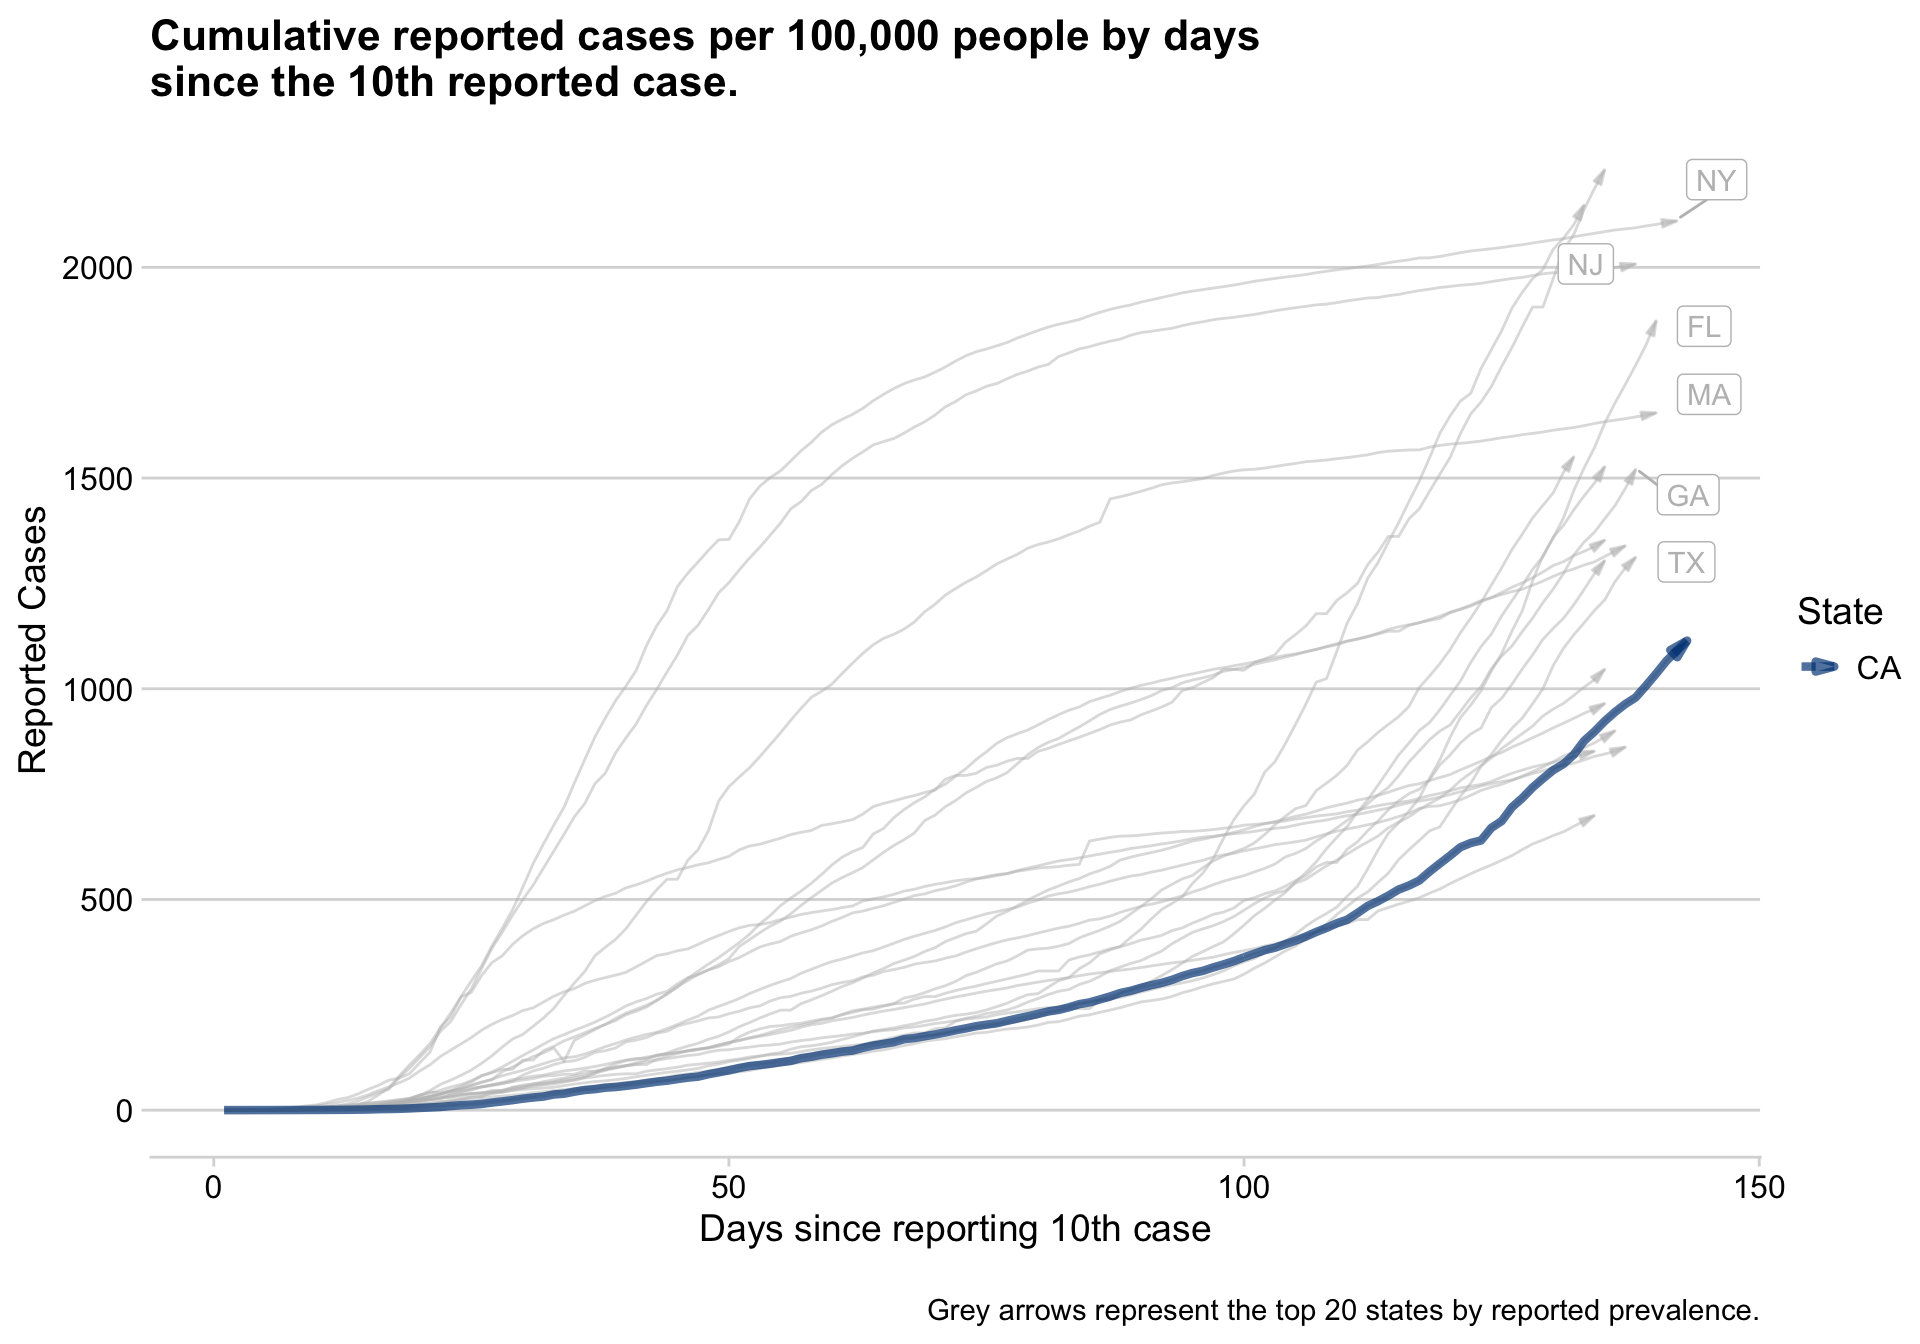 Cumulative reported cases per 100,000 people by days
since the 10th reported case.
NY
NJ
FL
MA
GA
TX
2000
1500
1000
500
0
Reported Cases
State
CA
0
50
100
150
Days since reporting 10th case
Grey arrows represent the top 20 states by reported prevalence.